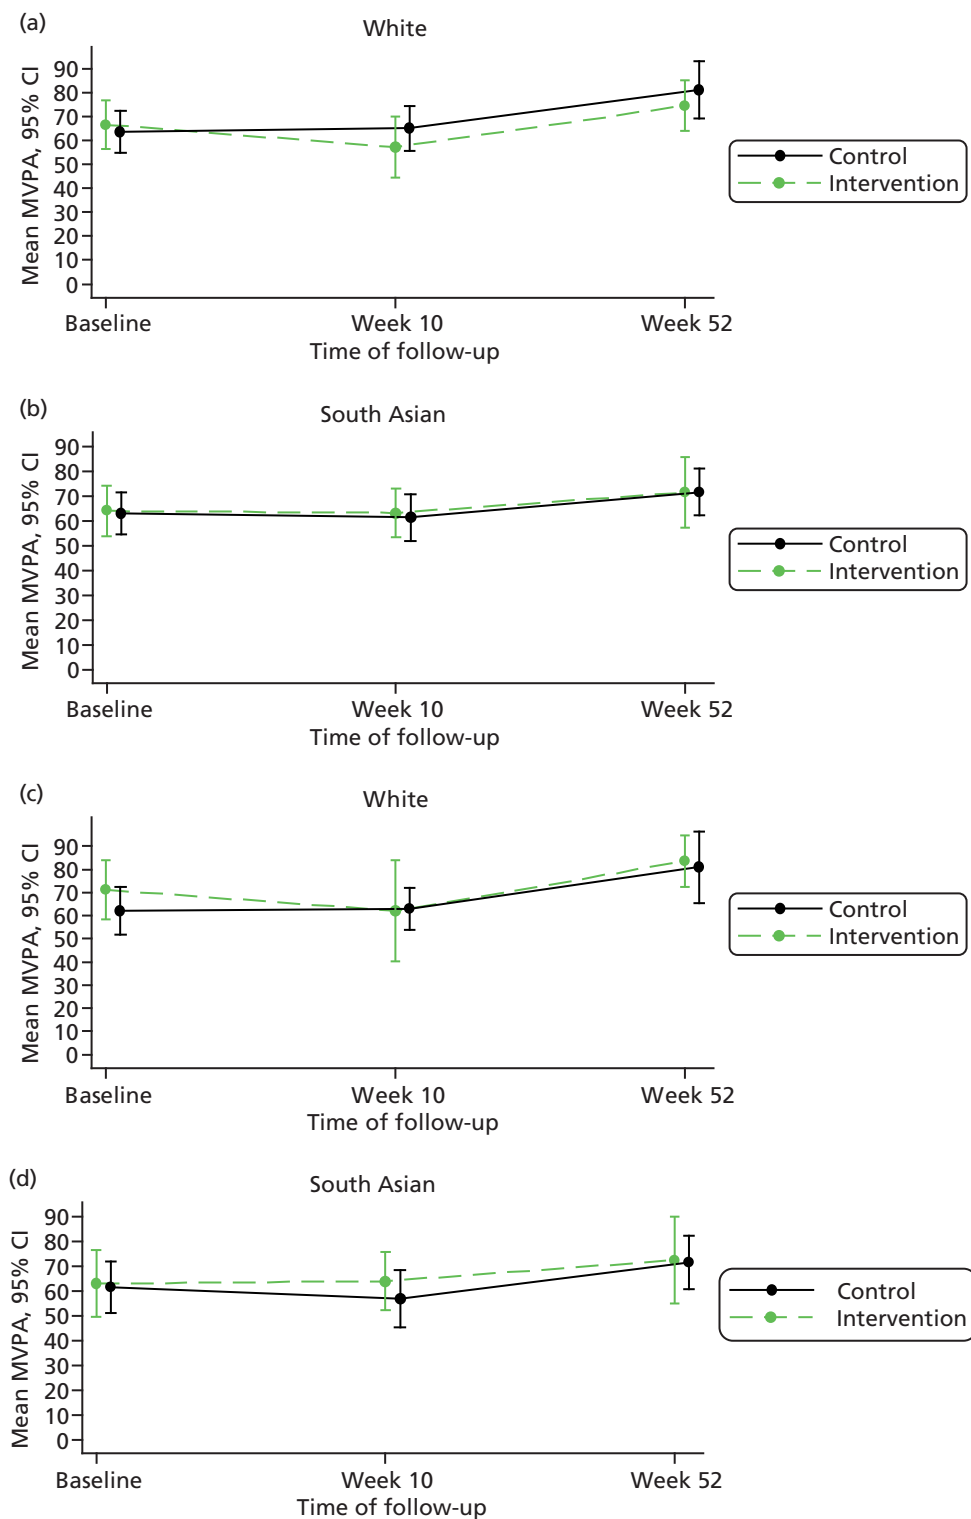 (a)
White
Mean MVPA, 95% CI
90
80
70
60
50
40
30
20
10
0
Baseline
Week 10
Week 52
Time of follow-up
Control
Intervention
(b)
South Asian
Mean MVPA, 95% CI
90
80
70
60
50
40
30
20
10
0
Baseline
Week 10
Week 52
Time of follow-up
Control
Intervention
(c)
White
Mean MVPA, 95% CI
90
80
70
60
50
40
30
20
10
0
Baseline
Week 10
Week 52
Time of follow-up
Control
Intervention
(d)
South Asian
Mean MVPA, 95% CI
90
80
70
60
50
40
30
20
10
0
Baseline
Week 10
Week 52
Time of follow-up
Control
Intervention